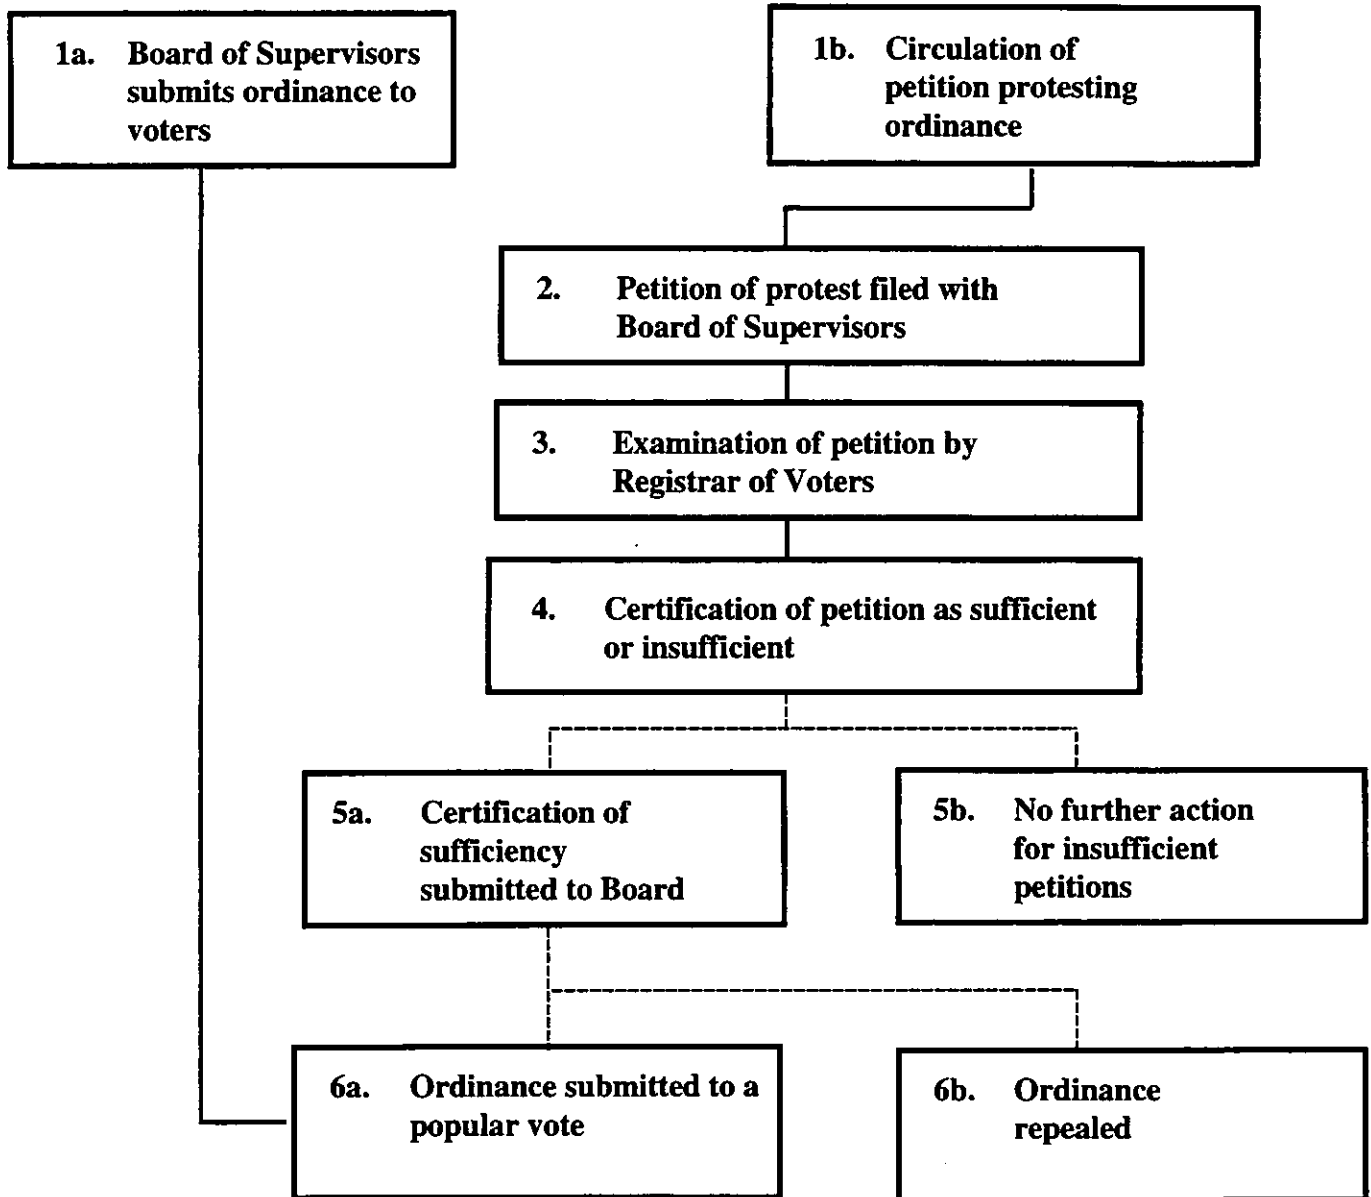 1a. Board of Supervisors
submits ordinance to
voters
1b. Circulation of
petition protesting
ordinance
2. Petition of protest filed with
Board of Supervisors
3. Examination of petition by
Registrar of Voters
4. Certification of petition as sufficient
or insufficient
5a. Certification of
sufficiency
submitted to Board
5b. No further action
for insufficient
petitions
6a. Ordinance submitted to a
popular vote
6b. Ordinance
repealed